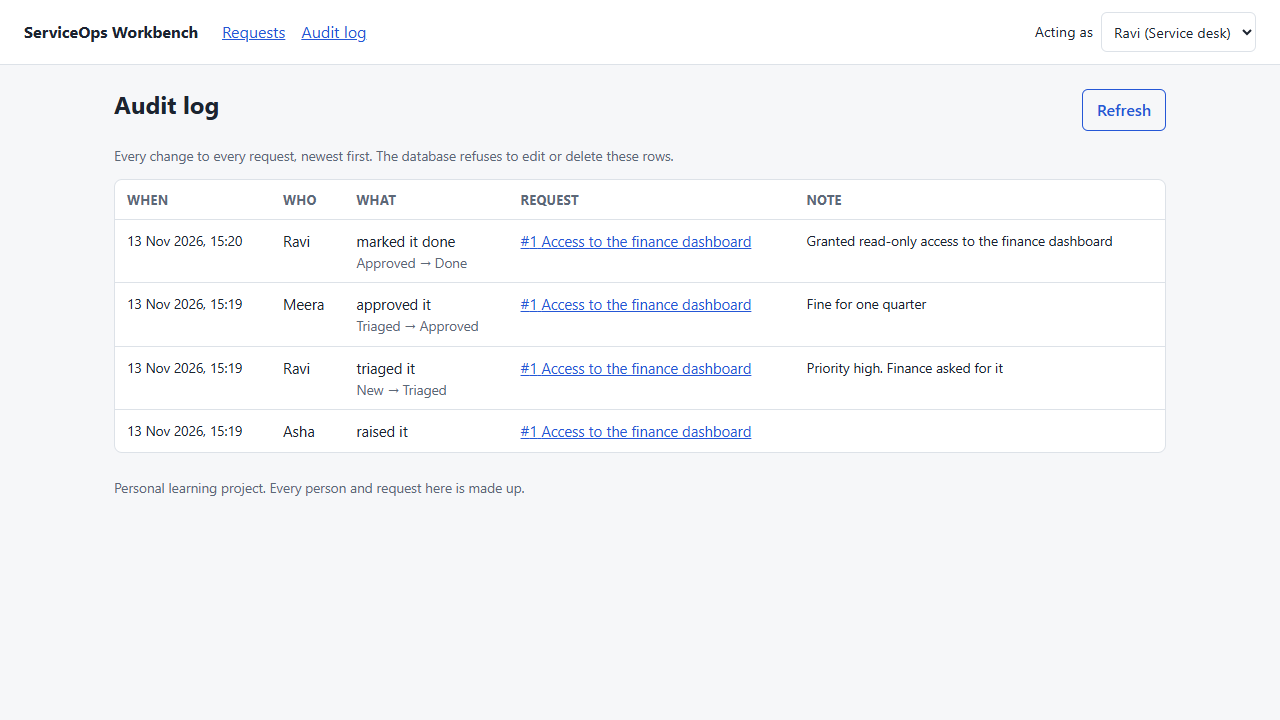 ServiceOps Workbench Requests Audit log Acting as Ravi (Service desk)
Audit log Refresh
Every change to every request, newest first. The database refuses to edit or delete these rows.
WHEN WHO WHAT REQUEST NOTE
13 Nov 2026, 15:20 Ravi marked it done #1 Access to the finance dashboard Granted read-only access to the finance dashboard
Approved → Done
13 Nov 2026, 15:19 Meera approved it #1 Access to the finance dashboard Fine for one quarter
Triaged → Approved
13 Nov 2026, 15:19 Ravi triaged it #1 Access to the finance dashboard Priority high. Finance asked for it
New → Triaged
13 Nov 2026, 15:19 Asha raised it #1 Access to the finance dashboard
Personal learning project. Every person and request here is made up.